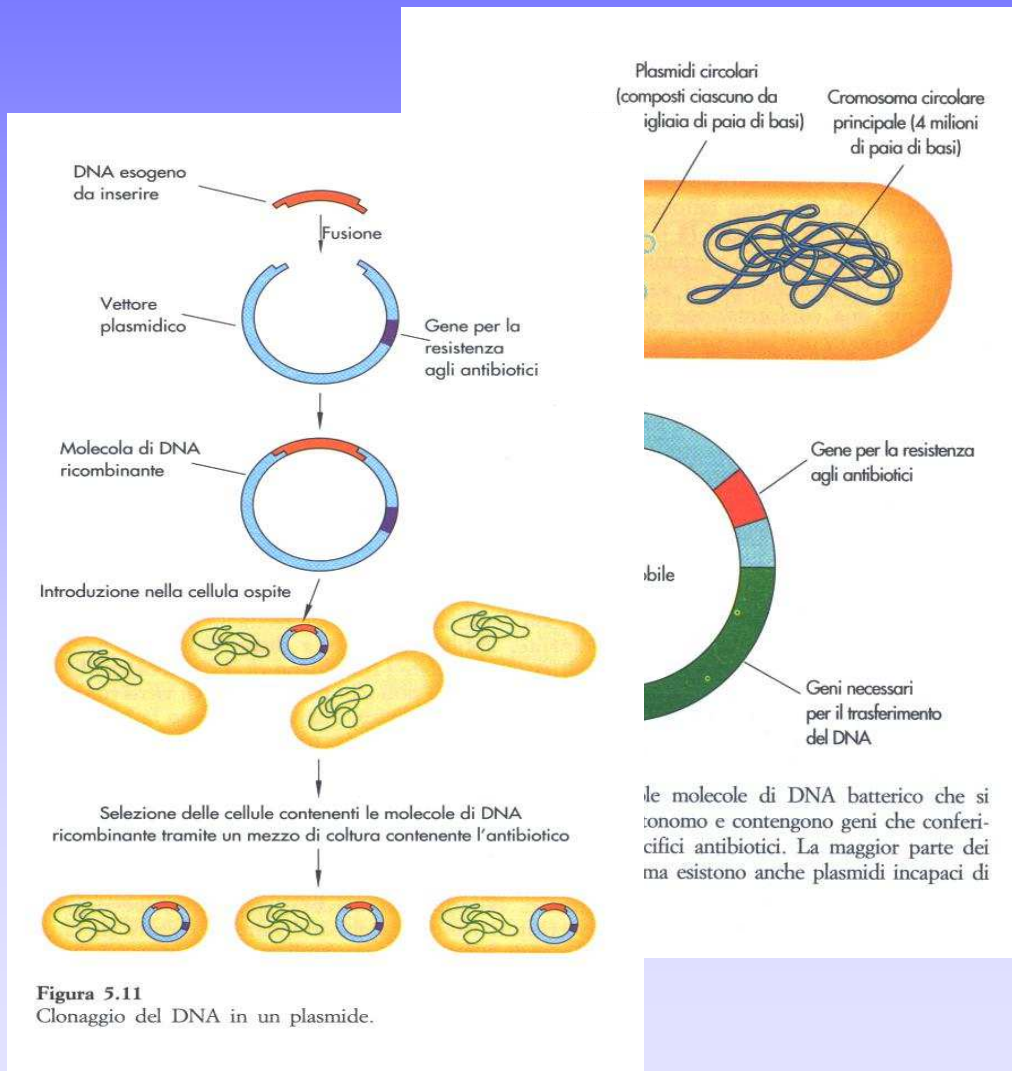 DNA esogeno
da inserire
Fusione
Vettore
plasmidico
Gene per la
resistenza
agli antibiotici
Molecola di DNA
ricombinante
Introduzione nella cellula ospite
Selezione delle cellule contenenti le molecole di DNA
ricombinante tramite un mezzo di coltura contenente l'antibiotico
Figura 5.11
Clonaggio del DNA in un plasmide.
Plasmidi circolari
(composti ciascuno da
igliaia di paia di basi)
Cromosoma circolare
principale (4 milioni
di paia di basi)
Gene per la resistenza
agli antibiotici
obile
Geni necessari
per il trasferimento
del DNA
le molecole di DNA batterico che si
tonomo e contengono geni che conferi-
cifici antibiotici. La maggior parte dei
ma esistono anche plasmidi incapaci di